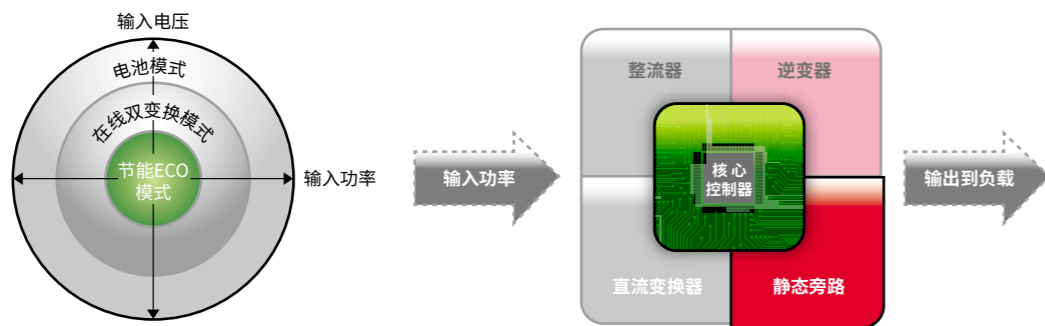 输入电压
电池模式
在线双变换模式
节能ECO
模式
输入功率
输入功率
整流器
逆变器
核心
控制器
直流变换器
静态旁路
输出到负载